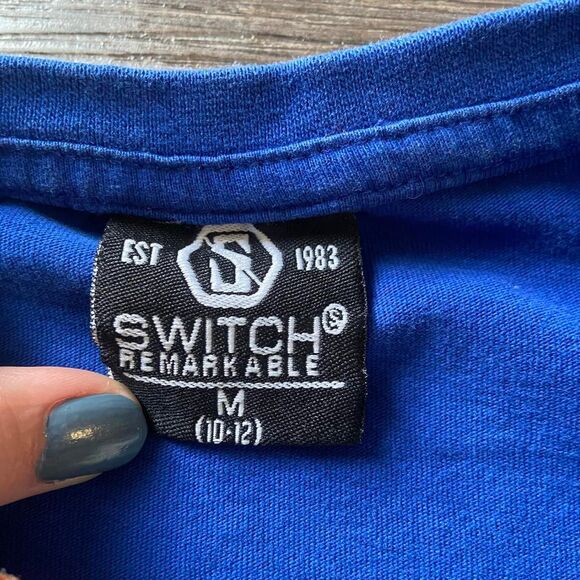 EST S 1983
SWITCH Ⓢ
REMARKABLE
M
(10-12)